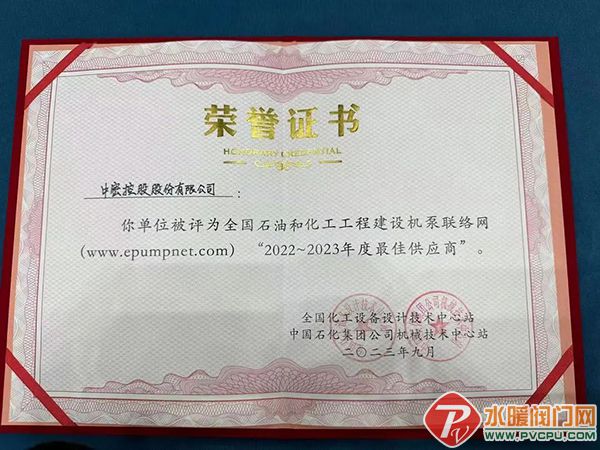 荣誉证书
HONORARY CREDENTIAL
中密控股股份有限公司：
你单位被评为全国石油和化工工程建设机泵联络网
(www.epumpnet.com) “2022~2023年度最佳供应商”。
全国化工设备设计技术中心站
中国石化集团公司机械技术中心站
二〇二三年九月
水暖阀门网
WWW.PVCPU.COM